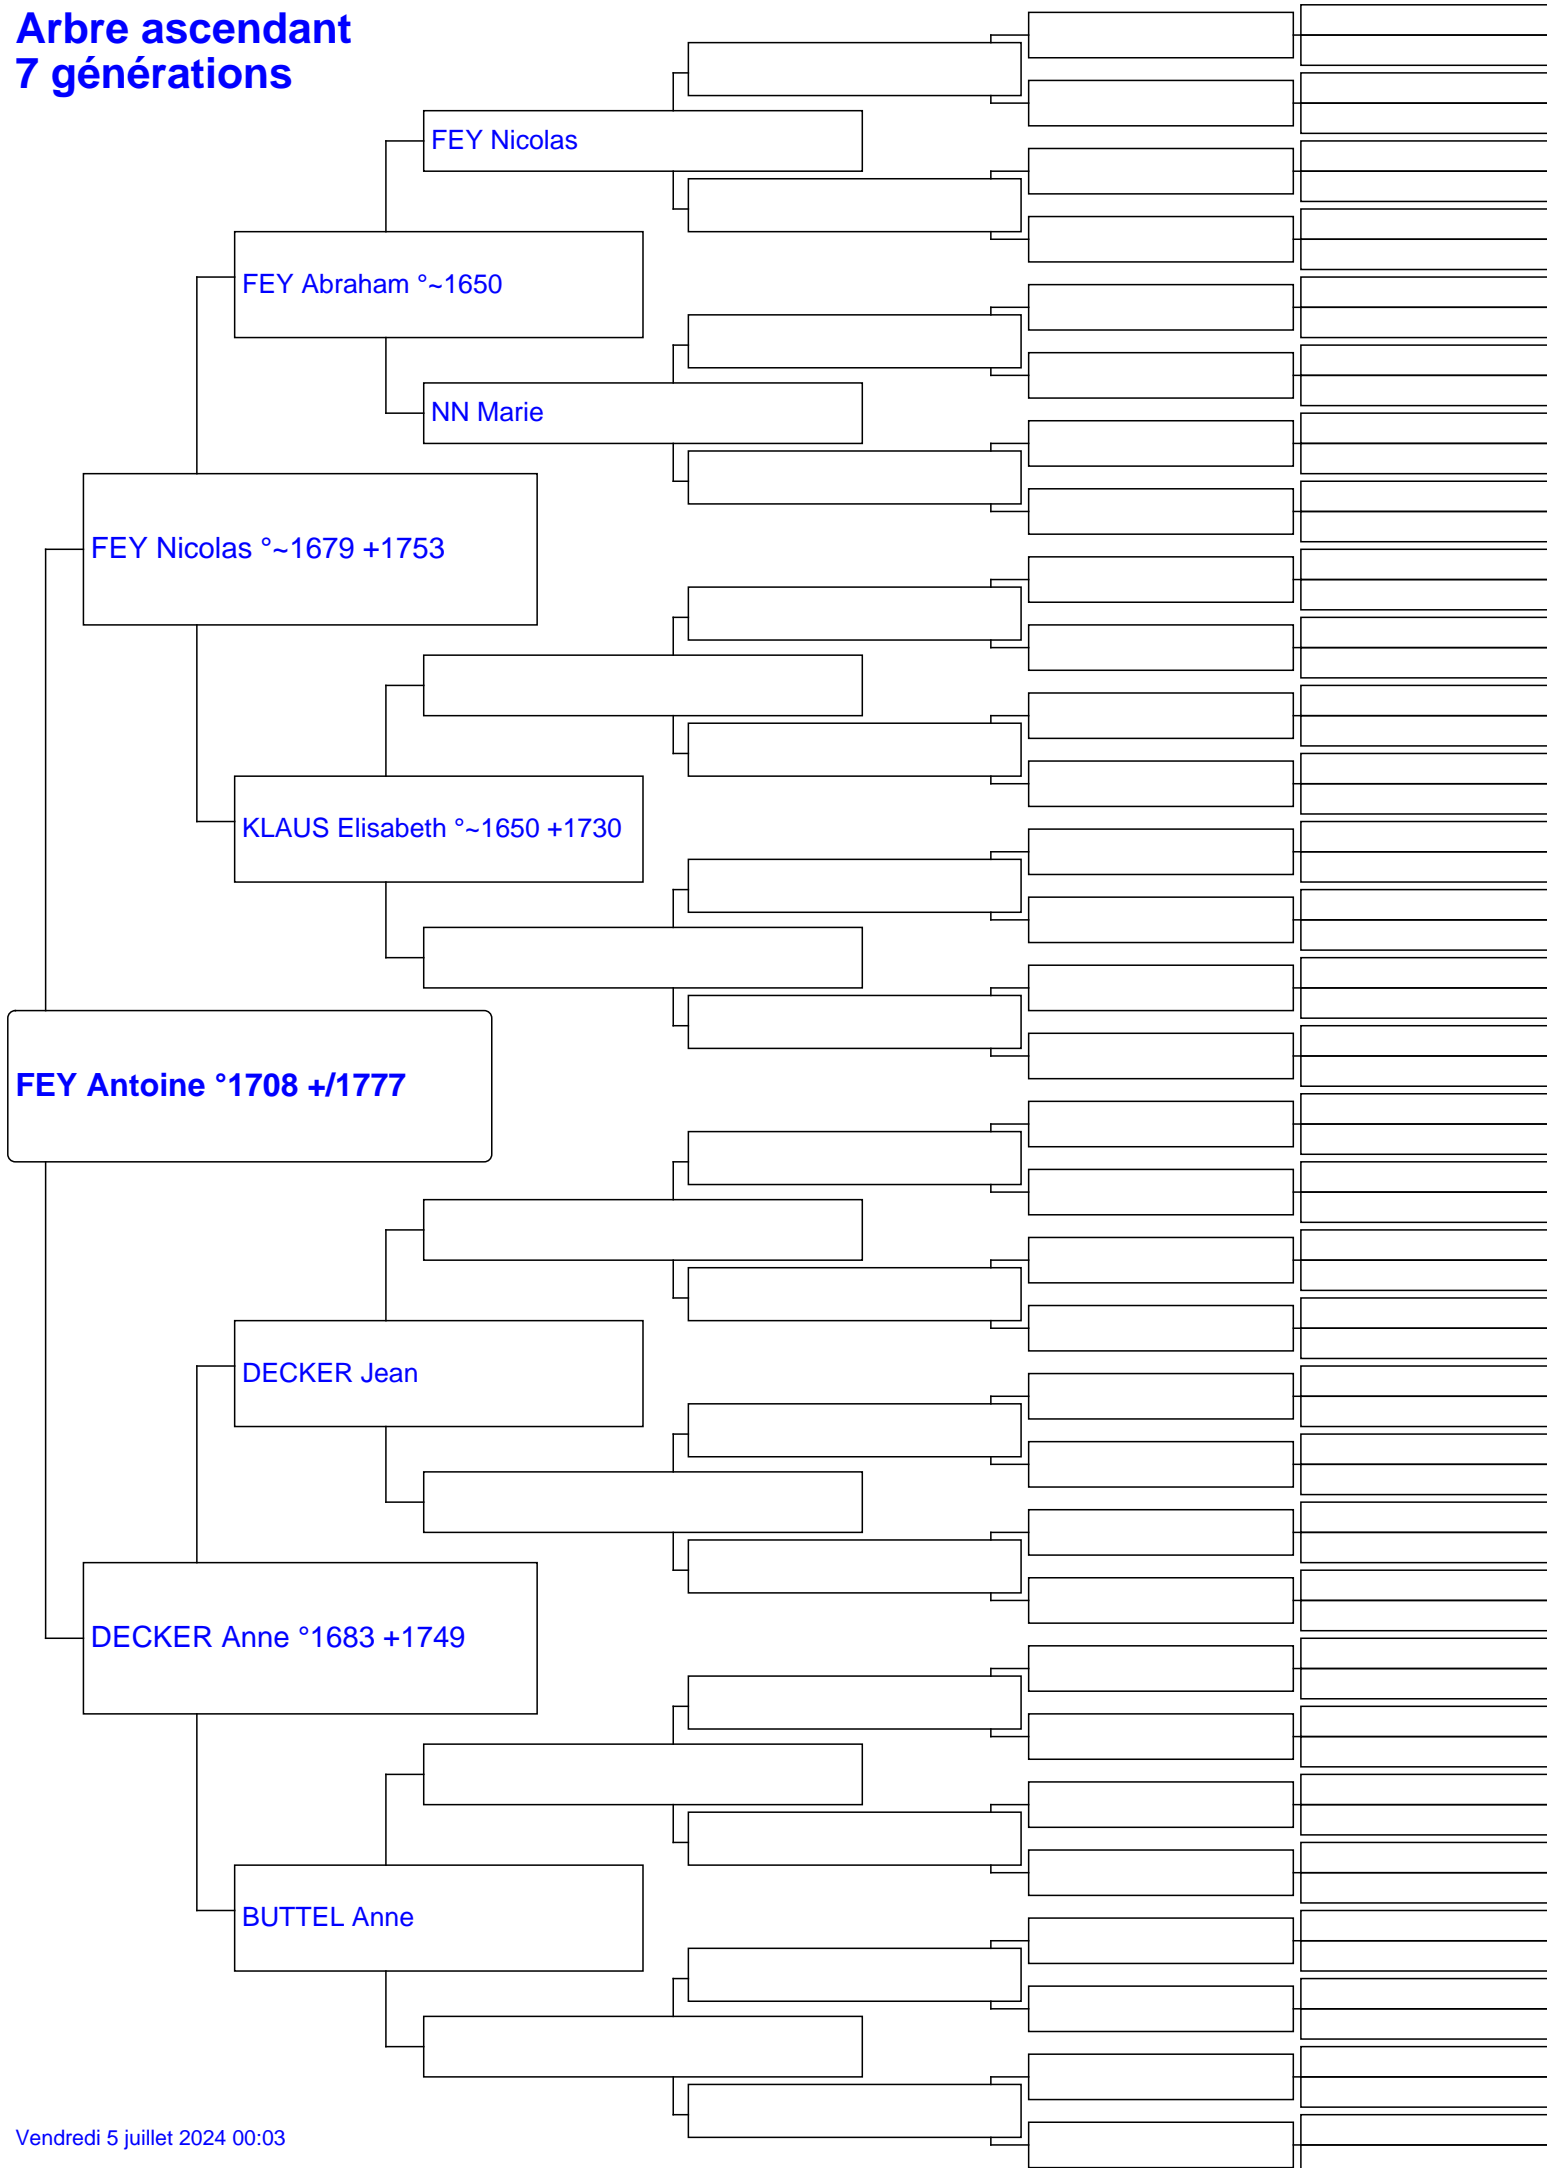 Arbre ascendant
7 générations
FEY Nicolas
FEY Abraham °~1650
NN Marie
FEY Nicolas °~1679 +1753
KLAUS Elisabeth °~1650 +1730
FEY Antoine °1708 +/1777
DECKER Jean
DECKER Anne °1683 +1749
BUTTEL Anne
Vendredi 5 juillet 2024 00:03